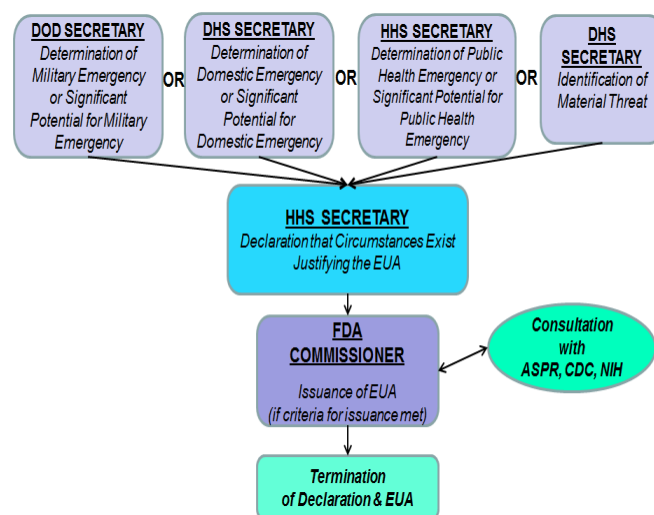 DOD SECRETARY
Determination of
Military Emergency
or Significant
Potential for Military
Emergency
OR
DHS SECRETARY
Determination of
Domestic Emergency
or Significant
Potential for
Domestic Emergency
OR
HHS SECRETARY
Determination of Public
Health Emergency or
Significant Potential for
Public Health
Emergency
OR
DHS
SECRETARY
Identification of
Material Threat
HHS SECRETARY
Declaration that Circumstances Exist
Justifying the EUA
FDA
COMMISSIONER
Issuance of EUA
(if criteria for issuance met)
Consultation
with
ASPR, CDC, NIH
Termination
of Declaration & EUA